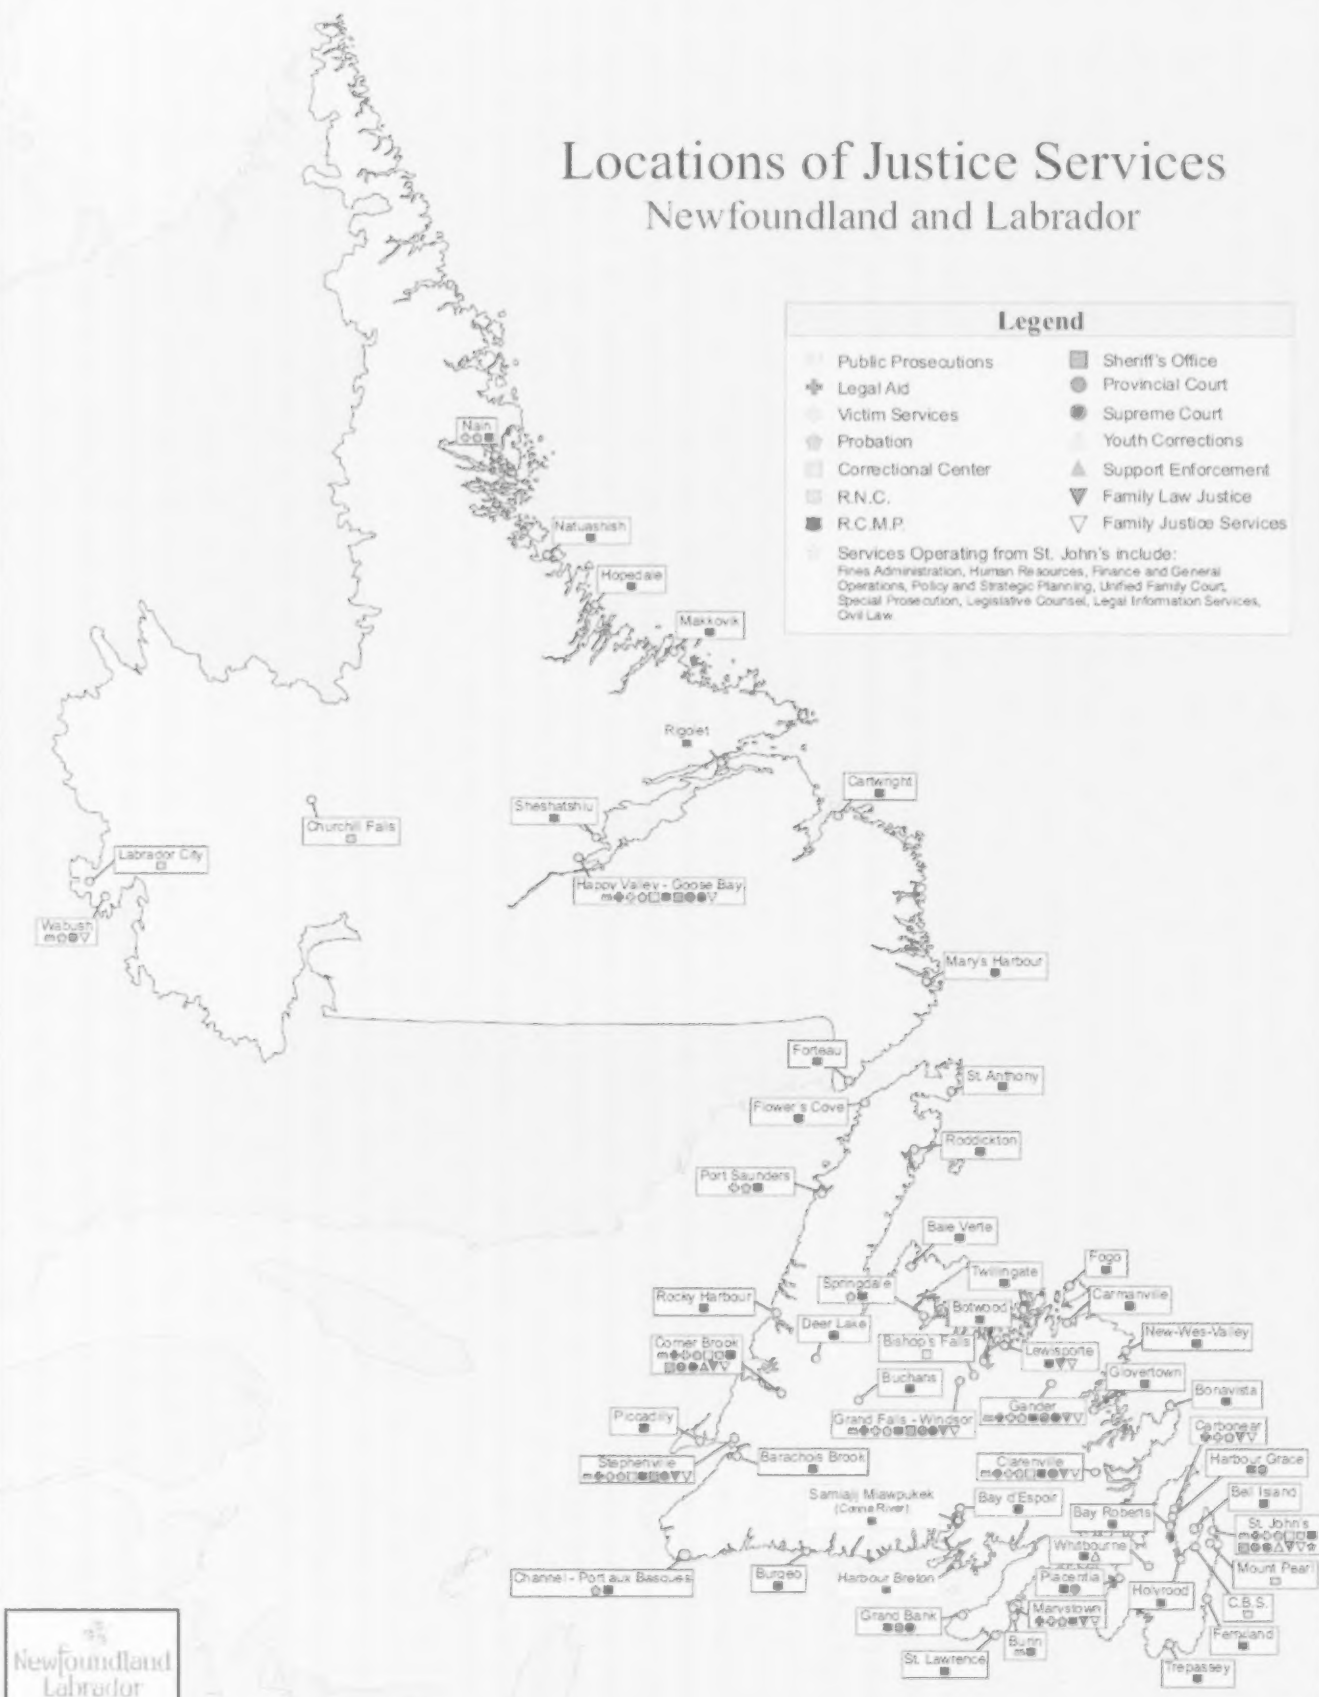 Locations of Justice Services
Newfoundland and Labrador
Legend
Public Prosecutions
Legal Aid
Victim Services
Probation
Correctional Center
R.N.C.
R.C.M.P.
Sheriff's Office
Provincial Court
Supreme Court
Youth Corrections
Support Enforcement
Family Law Justice
Family Justice Services
Services Operating from St. John's include:
Fines Administration, Human Resources, Finance and General
Operations, Policy and Strategic Planning, Unified Family Court,
Special Prosecution, Legislative Counsel, Legal Information Services,
Civil Law
Nain
Natuashish
Hopedale
Makkovik
Rigolet
Cartwright
Sheshatshiu
Churchill Falls
Labrador City
Happy Valley - Goose Bay
Wabush
Mary's Harbour
Forteau
St. Anthony
Flower's Cove
Roddickton
Port Saunders
Baie Verte
Fogo
Twillingate
Springdale
Rocky Harbour
Botwood
Carmanville
Deer Lake
New-Wes-Valley
Corner Brook
Bishop's Falls
Lewisporte
Glovertown
Buchans
Bonavista
Gander
Piccadilly
Grand Falls - Windsor
Carbonear
Stephenville
Barachois Brook
Clarenville
Harbour Grace
Samiajij Miawpukek
(Conne River)
Bay d'Espoir
Bell Island
Bay Roberts
St. John's
Whitbourne
Mount Pearl
Channel - Port aux Basques
Burgeo
Harbour Breton
Placentia
Holyrood
C.B.S.
Grand Bank
Marystown
Burin
Ferryland
St. Lawrence
Trepassey
Newfoundland
Labrador